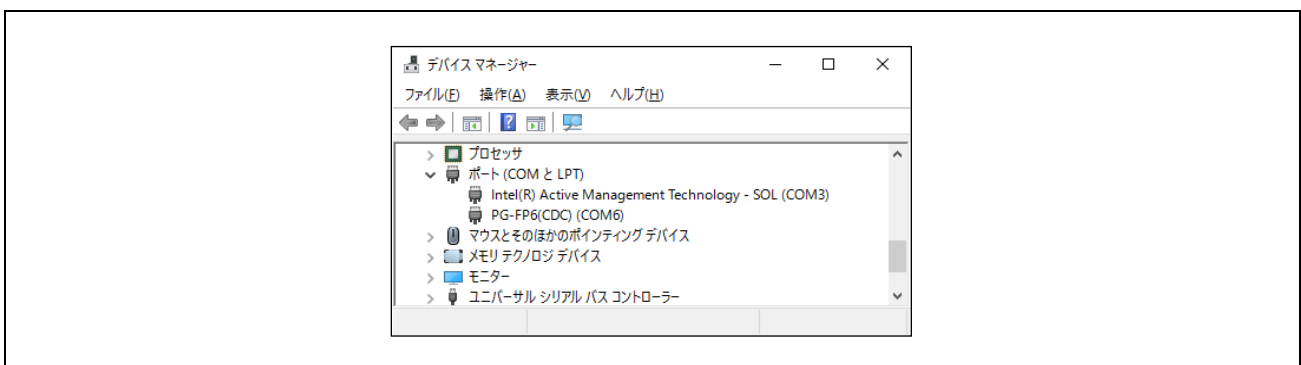 デバイス マネージャー
ファイル(F) 操作(A) 表示(V) ヘルプ(H)
プロセッサ
ポート (COM と LPT)
Intel(R) Active Management Technology - SOL (COM3)
PG-FP6(CDC) (COM6)
マウスとそのほかのポインティング デバイス
メモリ テクノロジ デバイス
モニター
ユニバーサル シリアル バス コントローラー